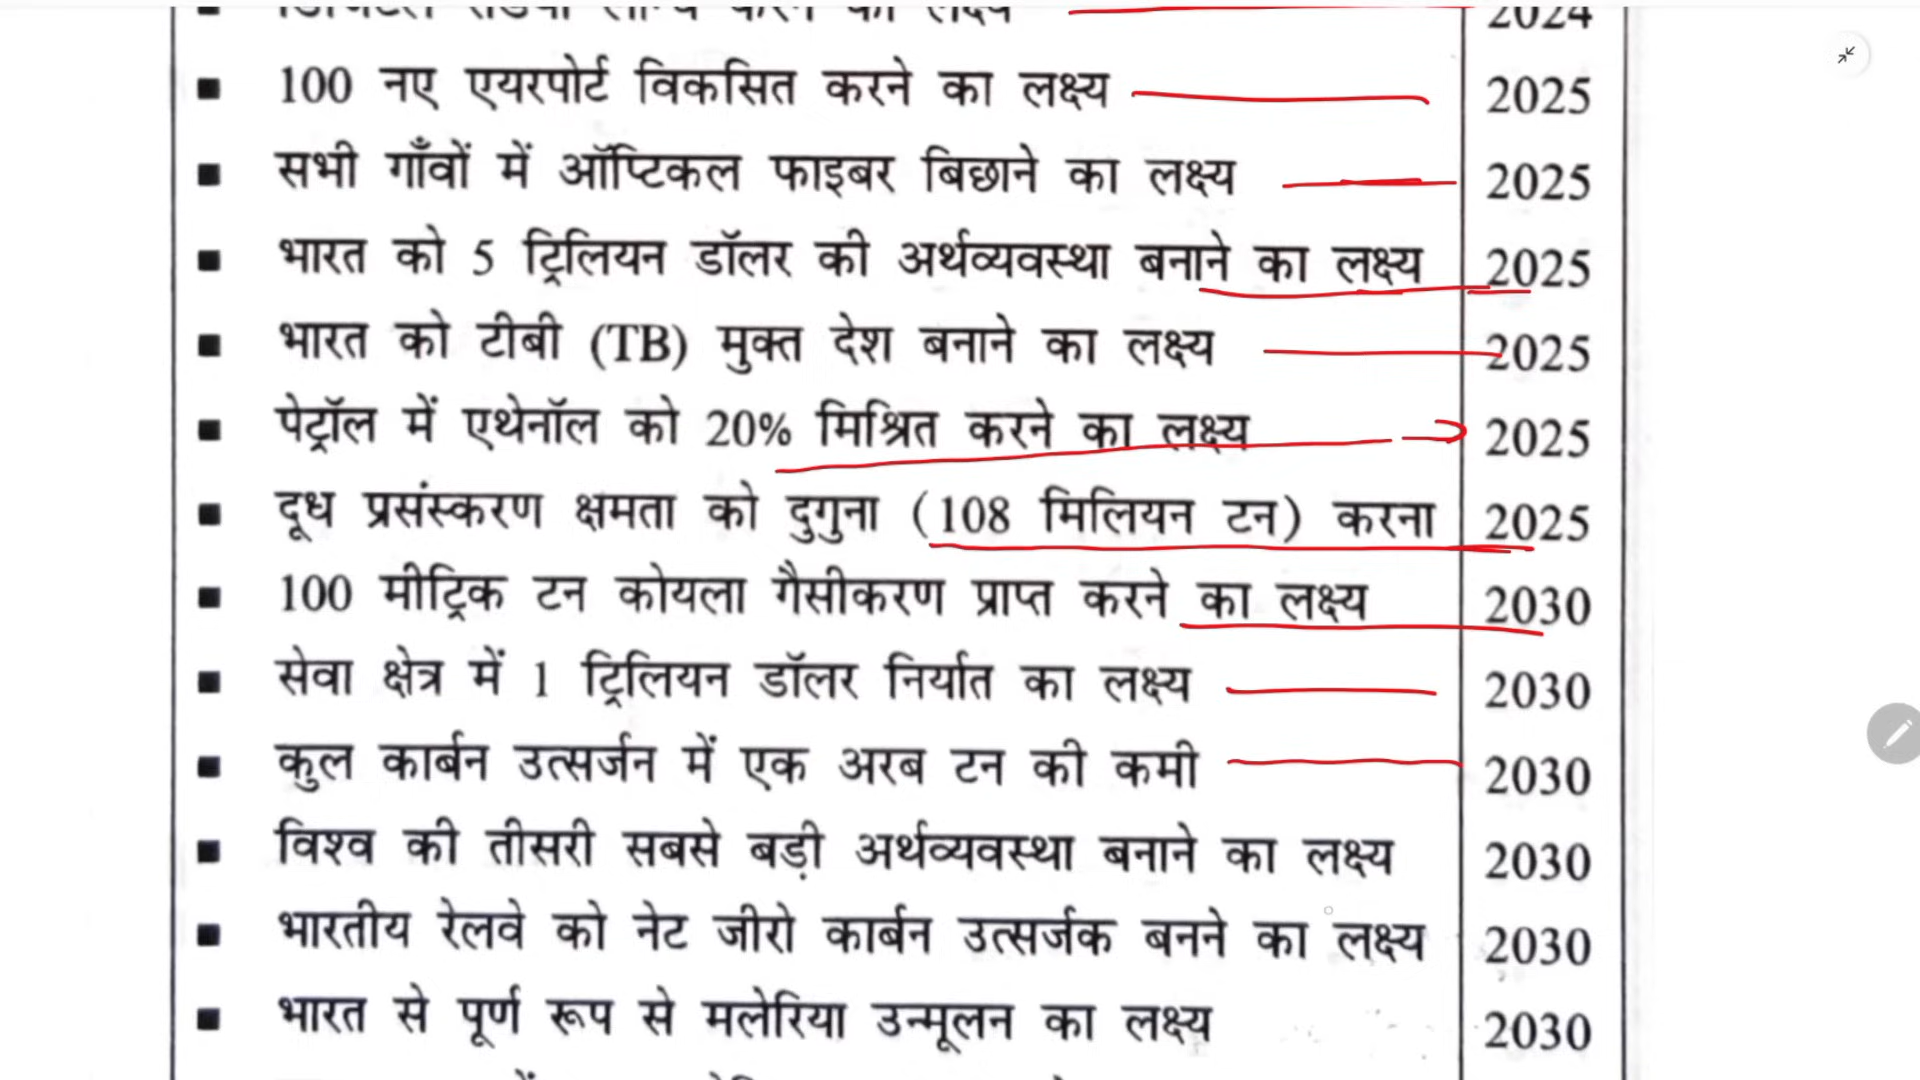 करने का लक्ष्य 2024
■ 100 नए एयरपोर्ट विकसित करने का लक्ष्य 2025
■ सभी गाँवों में ऑप्टिकल फाइबर बिछाने का लक्ष्य 2025
■ भारत को 5 ट्रिलियन डॉलर की अर्थव्यवस्था बनाने का लक्ष्य 2025
■ भारत को टीबी (TB) मुक्त देश बनाने का लक्ष्य 2025
■ पेट्रॉल में एथेनॉल को 20% मिश्रित करने का लक्ष्य 2025
■ दूध प्रसंस्करण क्षमता को दुगुना (108 मिलियन टन) करना 2025
■ 100 मीट्रिक टन कोयला गैसीकरण प्राप्त करने का लक्ष्य 2030
■ सेवा क्षेत्र में 1 ट्रिलियन डॉलर निर्यात का लक्ष्य 2030
■ कुल कार्बन उत्सर्जन में एक अरब टन की कमी 2030
■ विश्व की तीसरी सबसे बड़ी अर्थव्यवस्था बनाने का लक्ष्य 2030
■ भारतीय रेलवे को नेट जीरो कार्बन उत्सर्जक बनने का लक्ष्य 2030
■ भारत से पूर्ण रूप से मलेरिया उन्मूलन का लक्ष्य 2030